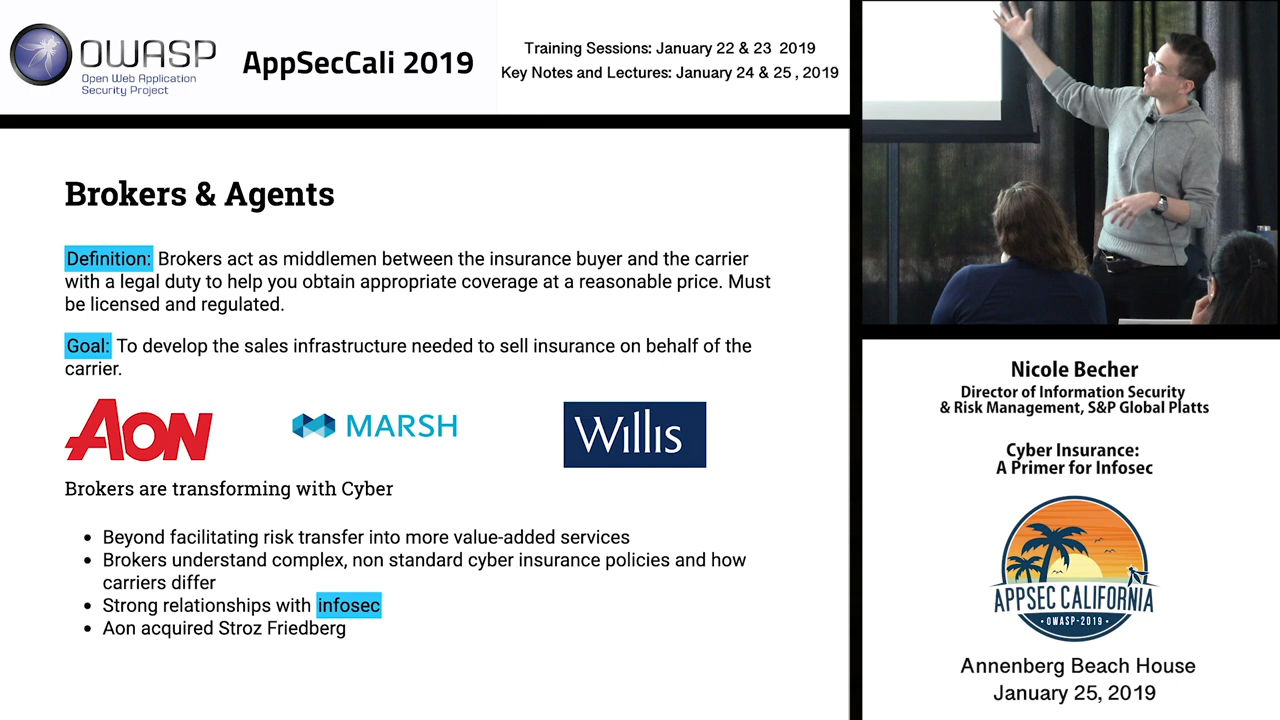 OWASP
Open Web Application
Security Project
AppSecCali 2019
Training Sessions: January 22 & 23 2019
Key Notes and Lectures: January 24 & 25 , 2019
Brokers & Agents
Definition: Brokers act as middlemen between the insurance buyer and the carrier
with a legal duty to help you obtain appropriate coverage at a reasonable price. Must
be licensed and regulated.
Goal: To develop the sales infrastructure needed to sell insurance on behalf of the
carrier.
AON
MARSH
Willis
Brokers are transforming with Cyber
• Beyond facilitating risk transfer into more value-added services
• Brokers understand complex, non standard cyber insurance policies and how
carriers differ
• Strong relationships with infosec
• Aon acquired Stroz Friedberg
Nicole Becher
Director of Information Security
& Risk Management, S&P Global Platts
Cyber Insurance:
A Primer for Infosec
APPSEC CALIFORNIA
• OWASP-2019 •
Annenberg Beach House
January 25, 2019